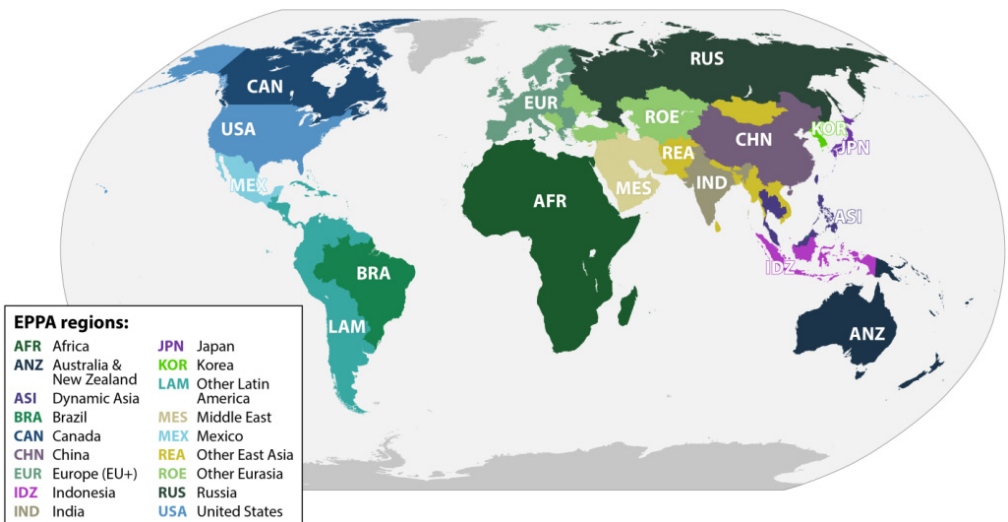 RUS
CAN
EUR
ROE
USA
KOR
CHN
JPN
REA
MEX
MES
IND
AFR
ASI
BRA
IDZ
LAM
ANZ
EPPA regions:
AFR Africa
ANZ Australia &
New Zealand
ASI Dynamic Asia
BRA Brazil
CAN Canada
CHN China
EUR Europe (EU+)
IDZ Indonesia
IND India
JPN Japan
KOR Korea
LAM Other Latin
America
MES Middle East
MEX Mexico
REA Other East Asia
ROE Other Eurasia
RUS Russia
USA United States